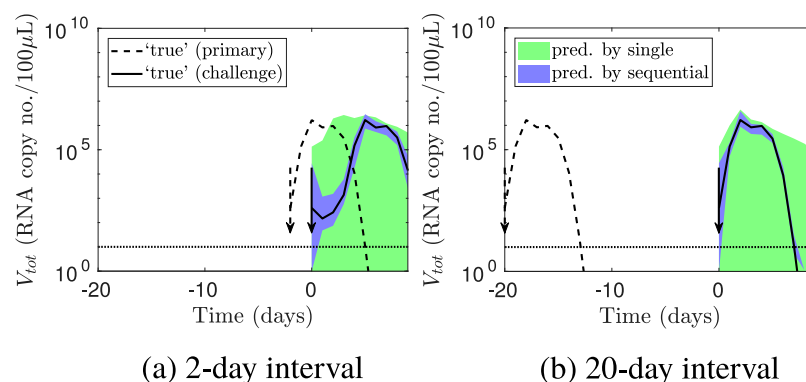 10^10
10^5
10^0
V_tot (RNA copy no./100μL)
'true' (primary)
'true' (challenge)
-20
-10
0
Time (days)
(a) 2-day interval
10^10
10^5
10^0
V_tot (RNA copy no./100μL)
pred. by single
pred. by sequential
-20
-10
0
Time (days)
(b) 20-day interval